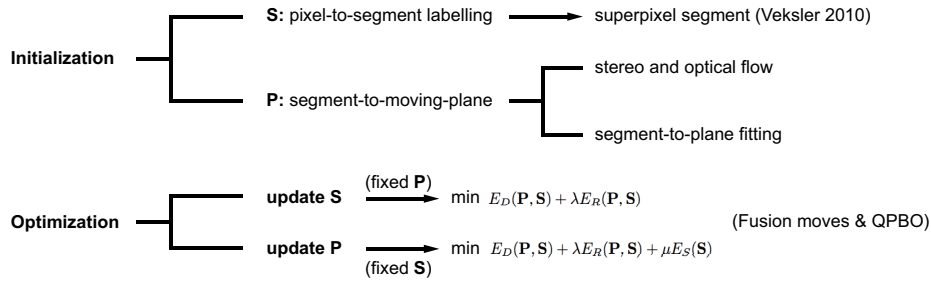 S: pixel-to-segment labelling superpixel segment (Veksler 2010)
Initialization
stereo and optical flow
P: segment-to-moving-plane
segment-to-plane fitting
(fixed P)
update S min E_D(P, S) + λE_R(P, S)
Optimization (Fusion moves & QPBO)
update P min E_D(P, S) + λE_R(P, S) + μE_S(S)
(fixed S)